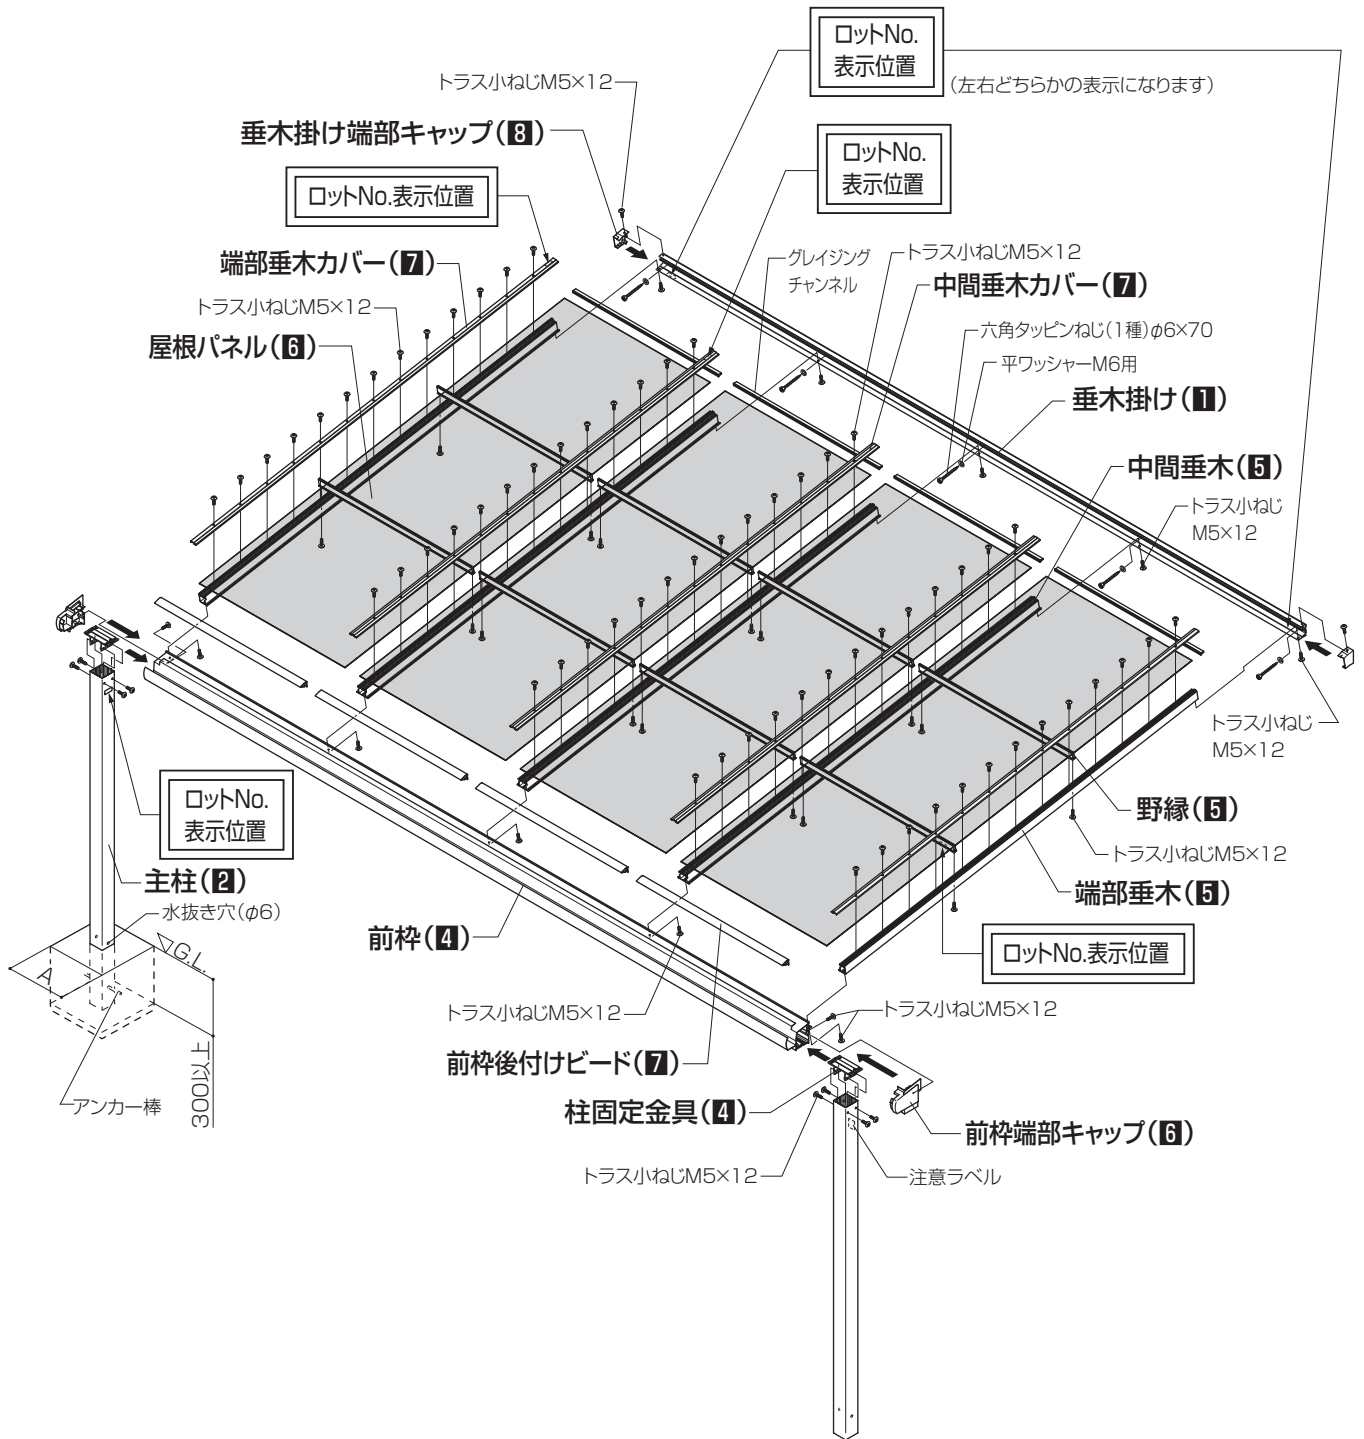 ロットNo.
表示位置
(左右どちらかの表示になります)
トラス小ねじM5×12
垂木掛け端部キャップ(8)
ロットNo.
表示位置
ロットNo.表示位置
端部垂木カバー(7)
グレイジング
チャンネル
トラス小ねじM5×12
中間垂木カバー(7)
トラス小ねじM5×12
屋根パネル(6)
六角タッピンねじ(1種)φ6×70
平ワッシャーM6用
垂木掛け(1)
中間垂木(5)
トラス小ねじ
M5×12
トラス小ねじ
M5×12
ロットNo.
表示位置
野縁(5)
主柱(2)
トラス小ねじM5×12
端部垂木(5)
水抜き穴(φ6)
前枠(4)
ロットNo.表示位置
▽G.L.
A
トラス小ねじM5×12
トラス小ねじM5×12
300以上
前枠後付けビード(7)
アンカー棒
柱固定金具(4)
前枠端部キャップ(6)
トラス小ねじM5×12
注意ラベル